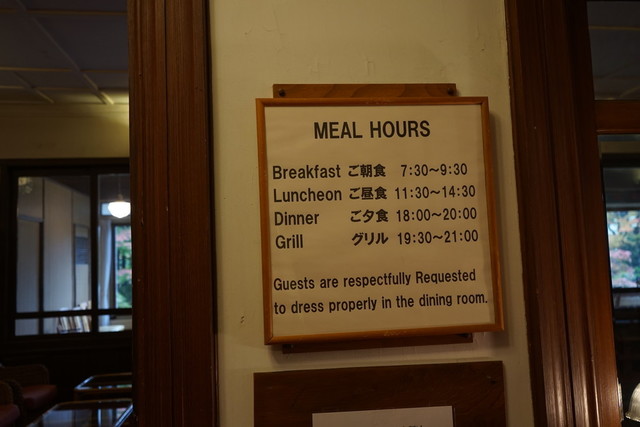 MEAL HOURS
Breakfast ご朝食 7:30～9:30
Luncheon ご昼食 11:30～14:30
Dinner ご夕食 18:00～20:00
Grill グリル 19:30～21:00
Guests are respectfully Requested
to dress properly in the dining room.